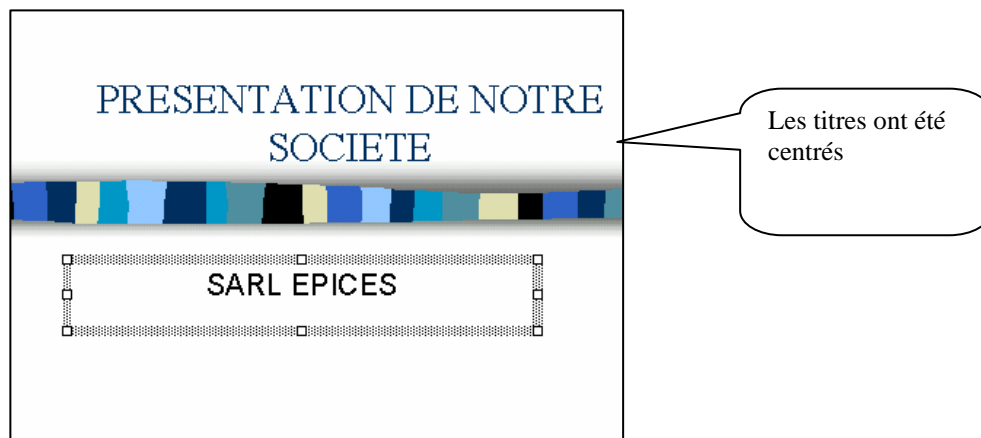 PRESENTATION DE NOTRE
SOCIETE
SARL EPICES
Les titres ont été
centrés